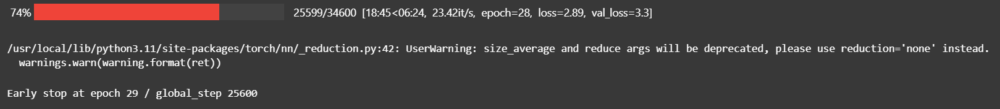 74% 25599/34600 [18:45<06:24, 23.42it/s, epoch=28, loss=2.89, val_loss=3.3]
/usr/local/lib/python3.11/site-packages/torch/nn/_reduction.py:42: UserWarning: size_average and reduce args will be deprecated, please use reduction='none' instead.
warnings.warn(warning.format(ret))
Early stop at epoch 29 / global_step 25600